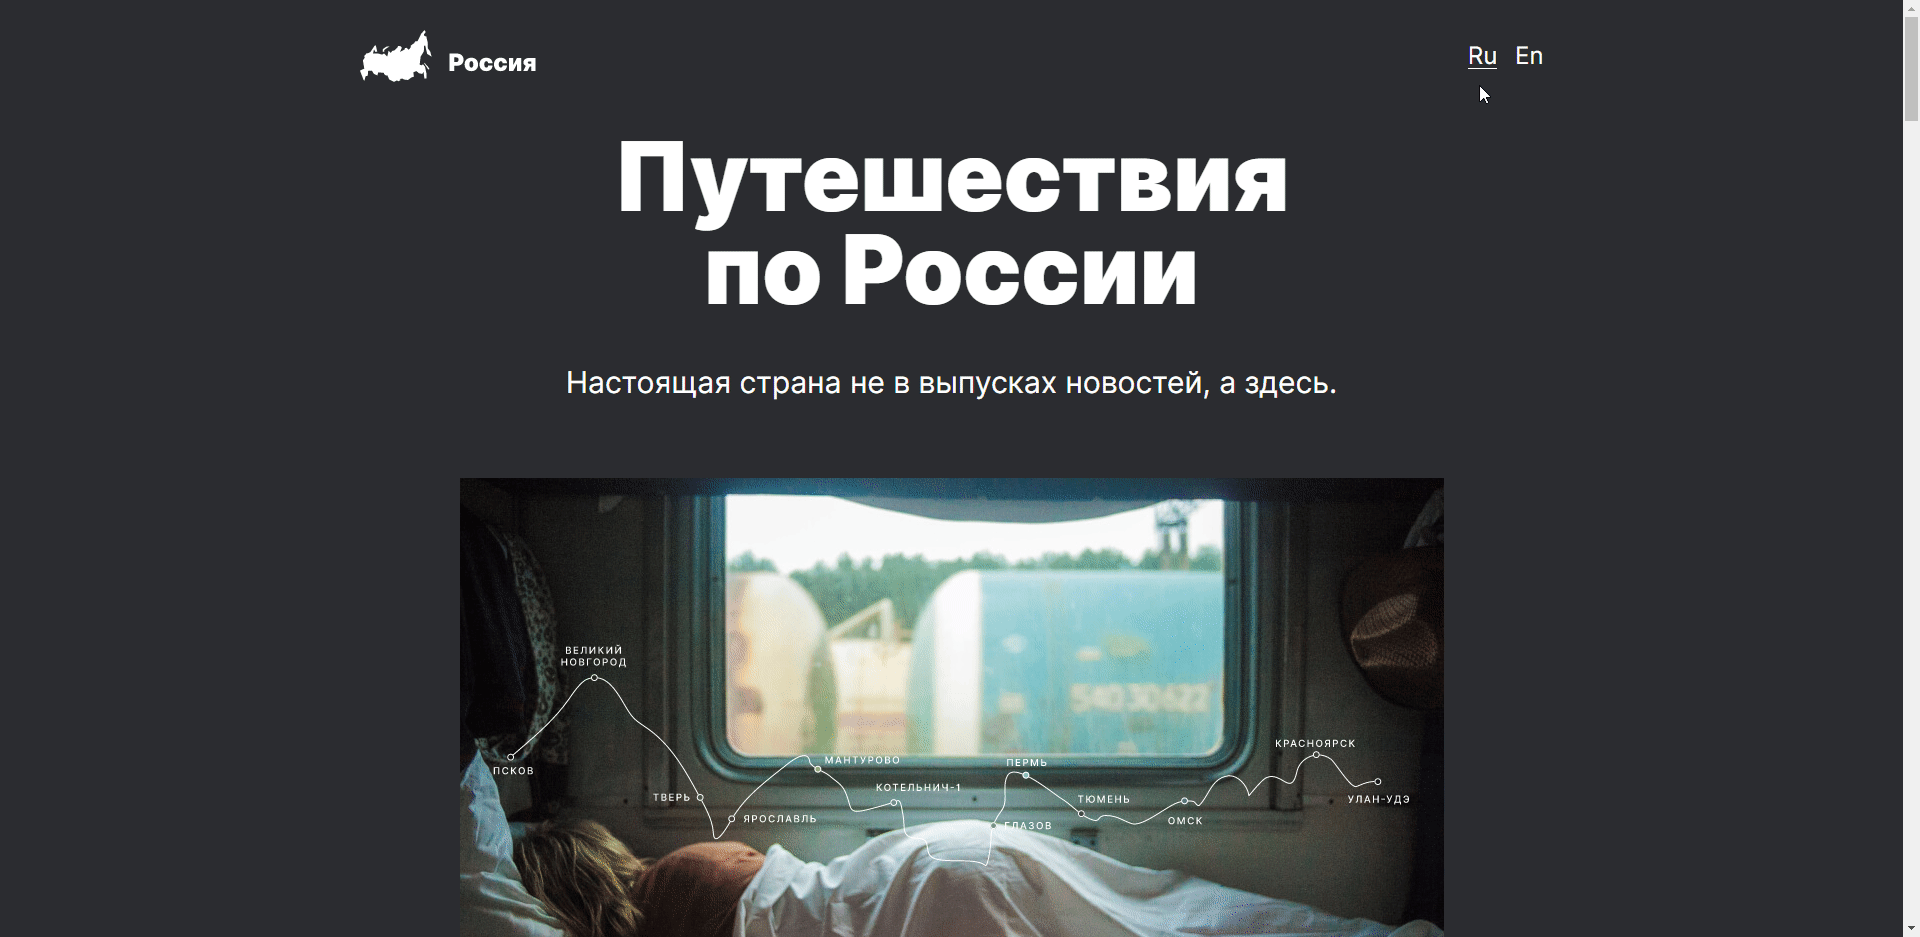 Россия
Ru En
Путешествия
по России
Настоящая страна не в выпусках новостей, а здесь.
54030622
ВЕЛИКИЙ
НОВГОРОД
ПСКОВ
ТВЕРЬ
ЯРОСЛАВЛЬ
МАНТУРОВО
КОТЕЛЬНИЧ-1
ГЛАЗОВ
ПЕРМЬ
ТЮМЕНЬ
ОМСК
КРАСНОЯРСК
УЛАН-УДЭ